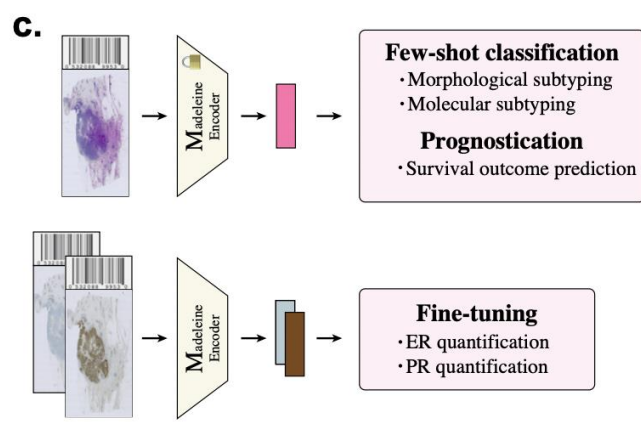 c.
Madeleine
Encoder
Few-shot classification
·Morphological subtyping
·Molecular subtyping
Prognostication
·Survival outcome prediction
Madeleine
Encoder
Fine-tuning
·ER quantification
·PR quantification